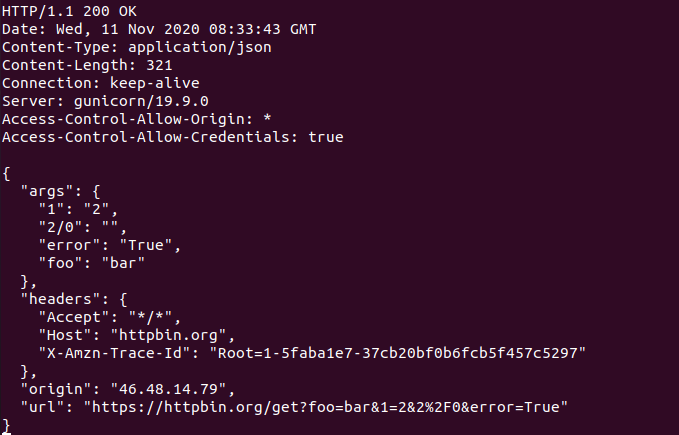 HTTP/1.1 200 OK
Date: Wed, 11 Nov 2020 08:33:43 GMT
Content-Type: application/json
Content-Length: 321
Connection: keep-alive
Server: gunicorn/19.9.0
Access-Control-Allow-Origin: *
Access-Control-Allow-Credentials: true

{
  "args": {
    "1": "2",
    "2/0": "",
    "error": "True",
    "foo": "bar"
  },
  "headers": {
    "Accept": "*/*",
    "Host": "httpbin.org",
    "X-Amzn-Trace-Id": "Root=1-5faba1e7-37cb20bf0b6fcb5f457c5297"
  },
  "origin": "46.48.14.79",
  "url": "https://httpbin.org/get?foo=bar&1=2&2%2F0&error=True"
}